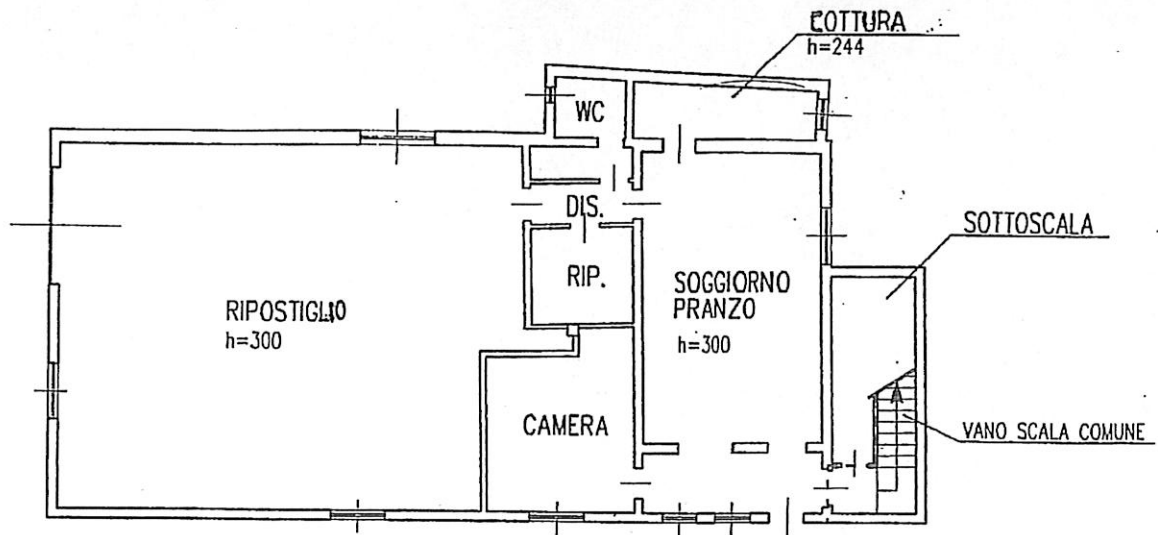 COTTURA
h=244
WC
DIS.
SOTTOSCALA
RIP.
SOGGIORNO
PRANZO
h=300
RIPOSTIGLIO
h=300
CAMERA
VANO SCALA COMUNE